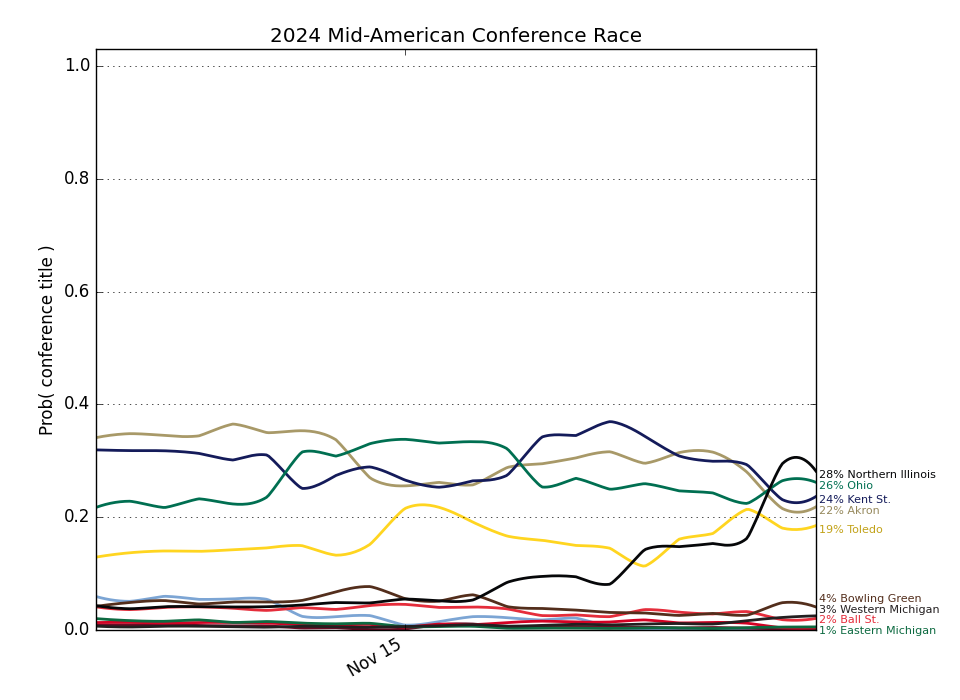 2024 Mid-American Conference Race
Prob( conference title )
1.0
0.8
0.6
0.4
0.2
0.0
Nov 15
28% Northern Illinois
26% Ohio
24% Kent St.
22% Akron
19% Toledo
4% Bowling Green
3% Western Michigan
2% Ball St.
1% Eastern Michigan